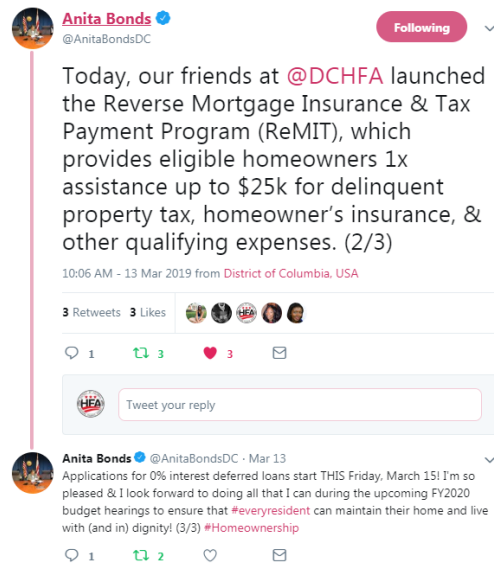 Anita Bonds
@AnitaBondsDC
Following
Today, our friends at @DCHFA launched
the Reverse Mortgage Insurance & Tax
Payment Program (ReMIT), which
provides eligible homeowners 1x
assistance up to $25k for delinquent
property tax, homeowner's insurance, &
other qualifying expenses. (2/3)
10:06 AM - 13 Mar 2019 from District of Columbia, USA
3 Retweets 3 Likes
HFA
1 3 3
HFA
Tweet your reply
Anita Bonds @AnitaBondsDC · Mar 13
Applications for 0% interest deferred loans start THIS Friday, March 15! I'm so
pleased & I look forward to doing all that I can during the upcoming FY2020
budget hearings to ensure that #everyresident can maintain their home and live
with (and in) dignity! (3/3) #Homeownership
1 2